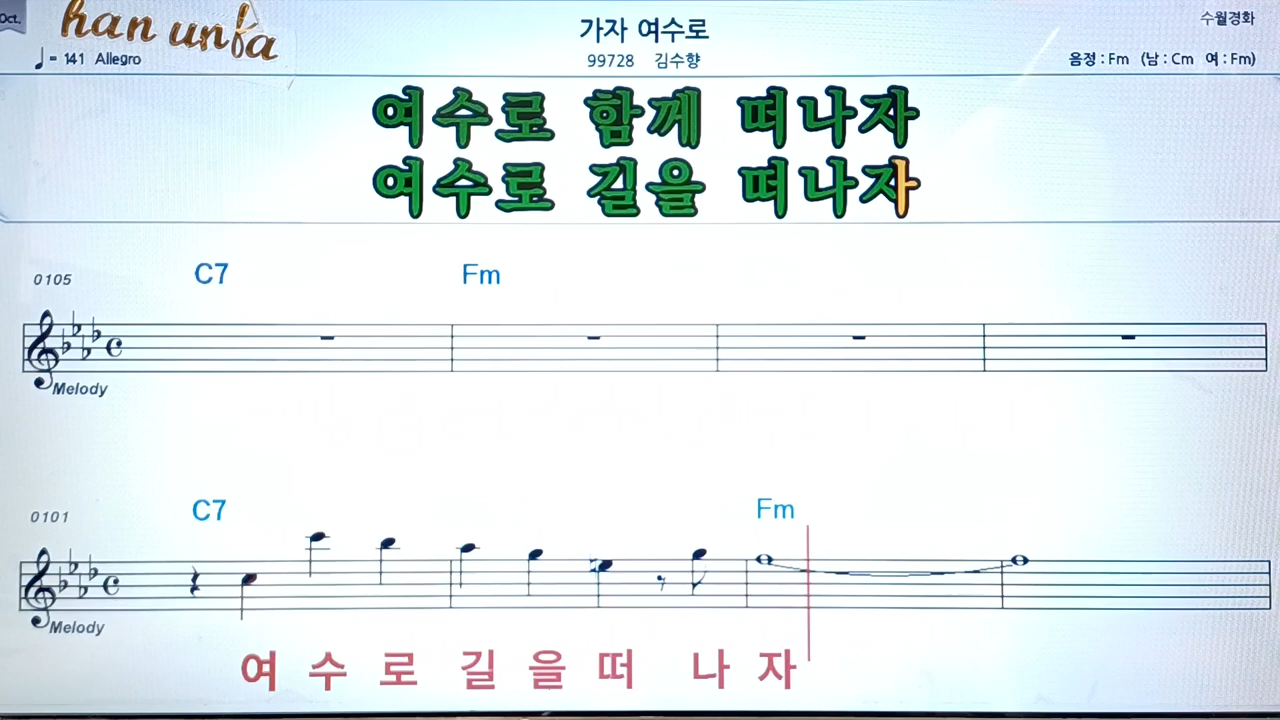 Oct.
han unfa
수월경화
가자 여수로
♩= 141 Allegro
99728 김수향
음정 : Fm (남 : Cm 여 : Fm)
여수로 함께 떠나자
여수로 길을 떠나자
0105
C7 Fm
Melody
0101
C7 Fm
Melody
여 수 로 길 을 떠 나 자